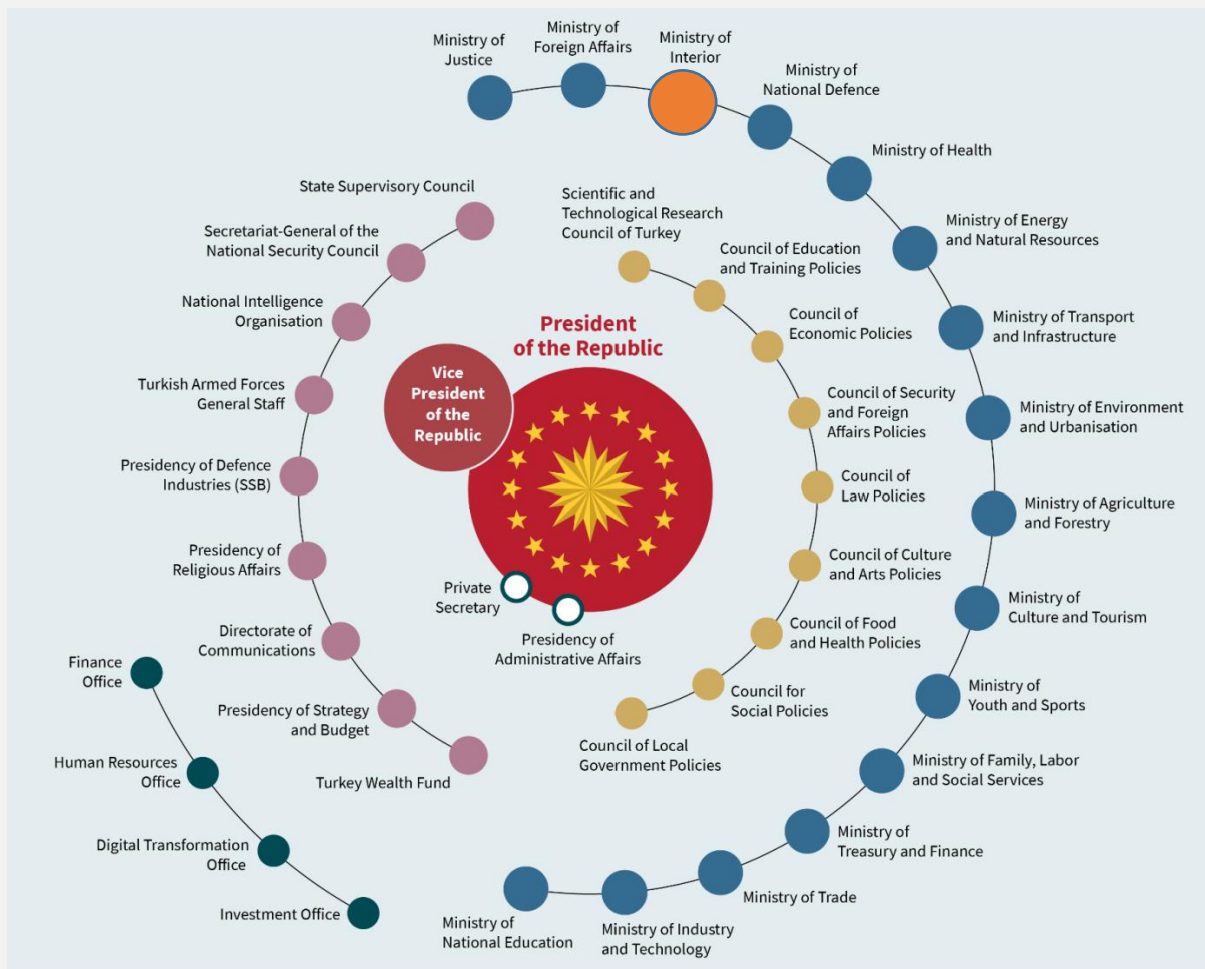 Ministry of
Justice
Ministry of
Foreign Affairs
Ministry of
Interior
Ministry of
National Defence
Ministry of Health
Ministry of Energy
and Natural Resources
Ministry of Transport
and Infrastructure
Ministry of Environment
and Urbanisation
Ministry of Agriculture
and Forestry
Ministry of
Culture and Tourism
Ministry of
Youth and Sports
Ministry of Family, Labor
and Social Services
Ministry of
Treasury and Finance
Ministry of Trade
Ministry of Industry
and Technology
Ministry of
National Education
State Supervisory Council
Secretariat-General of the
National Security Council
National Intelligence
Organisation
Turkish Armed Forces
General Staff
Presidency of Defence
Industries (SSB)
Presidency of
Religious Affairs
Directorate of
Communications
Presidency of Strategy
and Budget
Turkey Wealth Fund
Scientific and
Technological Research
Council of Turkey
Council of Education
and Training Policies
Council of
Economic Policies
Council of Security
and Foreign
Affairs Policies
Council of
Law Policies
Council of Culture
and Arts Policies
Council of Food
and Health Policies
Council for
Social Policies
Council of Local
Government Policies
President
of the Republic
Vice
President
of the
Republic
Private
Secretary
Presidency of
Administrative Affairs
Finance
Office
Human Resources
Office
Digital Transformation
Office
Investment Office